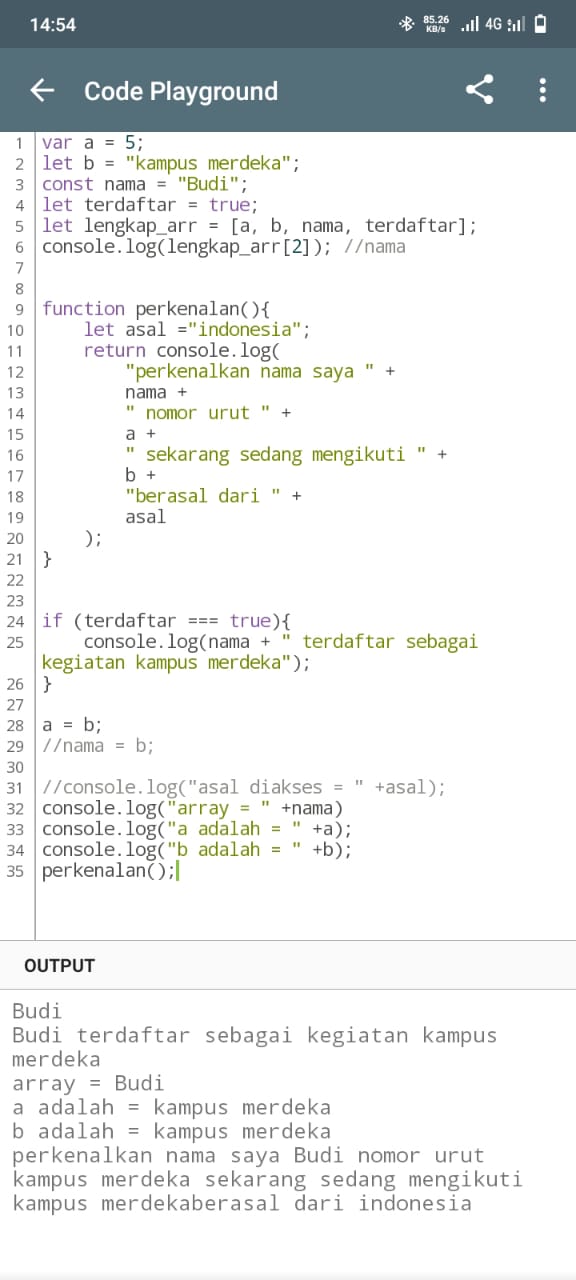 14:54 85.26 KB/s 4G
Code Playground
1 var a = 5;
2 let b = "kampus merdeka";
3 const nama = "Budi";
4 let terdaftar = true;
5 let lengkap_arr = [a, b, nama, terdaftar];
6 console.log(lengkap_arr[2]); //nama
7
8
9 function perkenalan(){
10     let asal ="indonesia";
11     return console.log(
12         "perkenalkan nama saya " +
13         nama +
14         " nomor urut " +
15         a +
16         " sekarang sedang mengikuti " +
17         b +
18         "berasal dari " +
19         asal
20     );
21 }
22
23
24 if (terdaftar === true){
25     console.log(nama + " terdaftar sebagai
kegiatan kampus merdeka");
26 }
27
28 a = b;
29 //nama = b;
30
31 //console.log("asal diakses = " +asal);
32 console.log("array = " +nama)
33 console.log("a adalah = " +a);
34 console.log("b adalah = " +b);
35 perkenalan();
OUTPUT
Budi
Budi terdaftar sebagai kegiatan kampus
merdeka
array = Budi
a adalah = kampus merdeka
b adalah = kampus merdeka
perkenalkan nama saya Budi nomor urut
kampus merdeka sekarang sedang mengikuti
kampus merdekaberasal dari indonesia